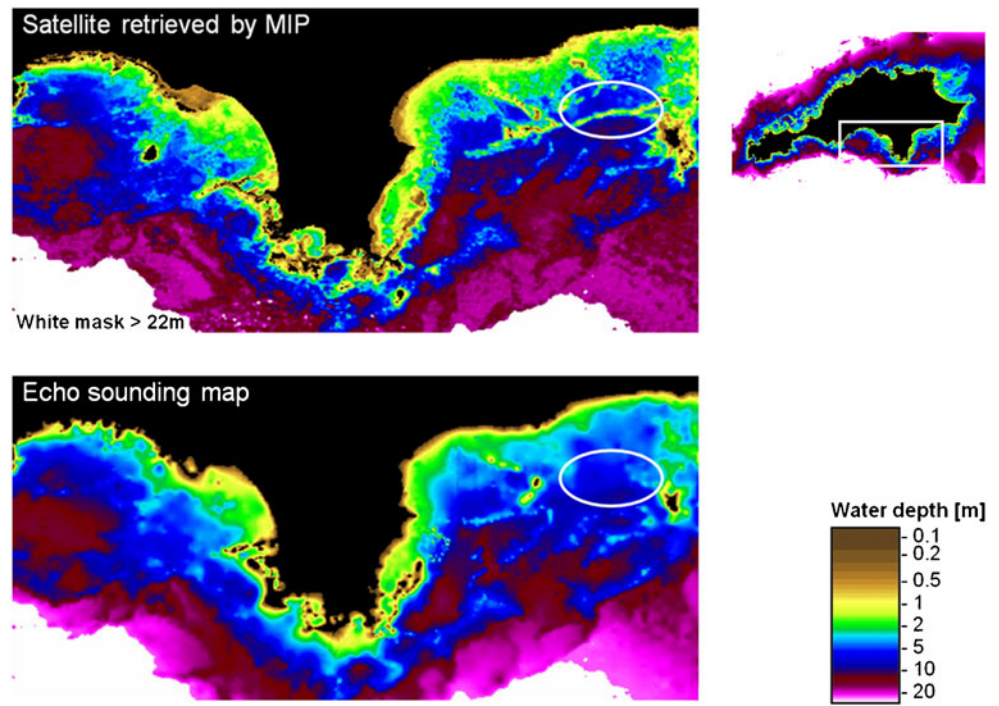 Satellite retrieved by MIP
White mask > 22m
Echo sounding map
Water depth [m]
- 0.1
- 0.2
- 0.5
- 1
- 2
- 5
- 10
- 20